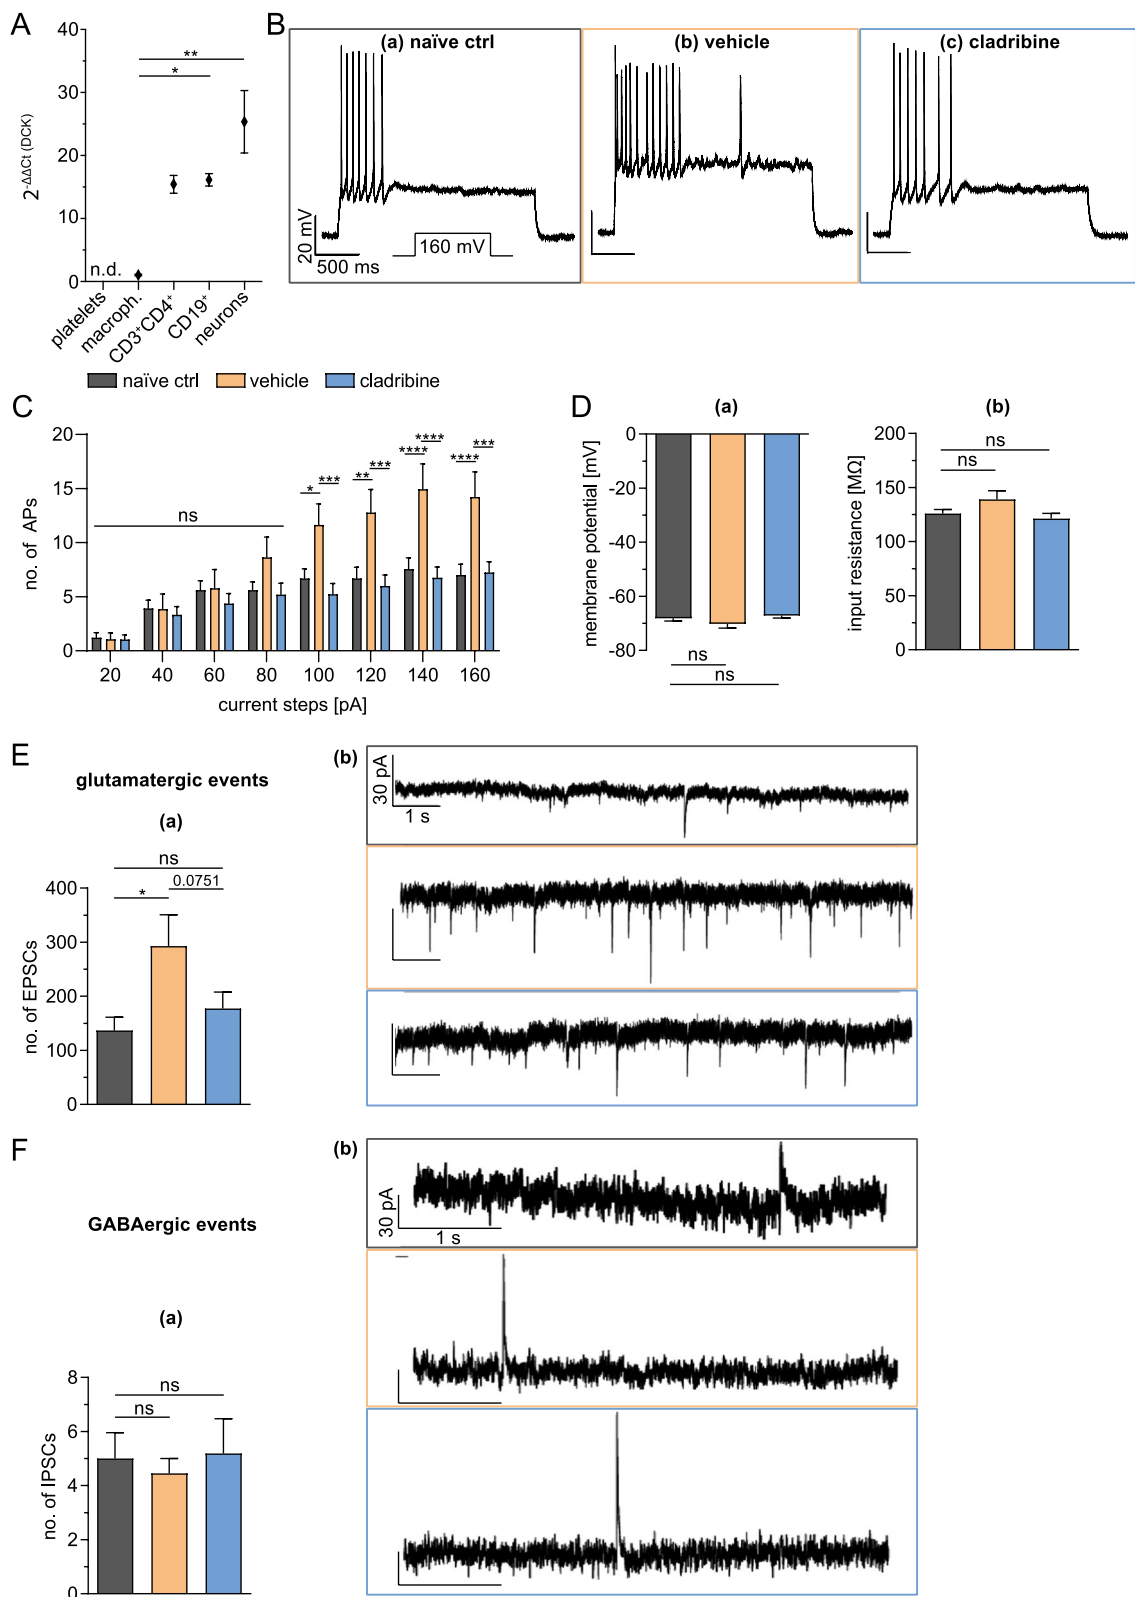 A
40
30
20
10
0
2^-ΔΔCt (DCK)
**
*
n.d.
platelets
macroph.
CD3⁺CD4⁺
CD19⁺
neurons
B
(a) naïve ctrl
(b) vehicle
(c) cladribine
20 mV
500 ms
160 mV
naïve ctrl
vehicle
cladribine
C
20
15
10
5
0
no. of APs
ns
*
***
**
***
****
****
****
***
20 40 60 80 100 120 140 160
current steps [pA]
D
(a)
0
-20
-40
-60
-80
membrane potential [mV]
ns
ns
(b)
200
150
100
50
0
input resistance [MΩ]
ns
ns
E
glutamatergic events
(a)
ns
*
0.0751
400
300
200
100
0
no. of EPSCs
(b)
30 pA
1 s
F
GABAergic events
(a)
8
6
4
2
0
no. of IPSCs
ns
ns
(b)
30 pA
1 s